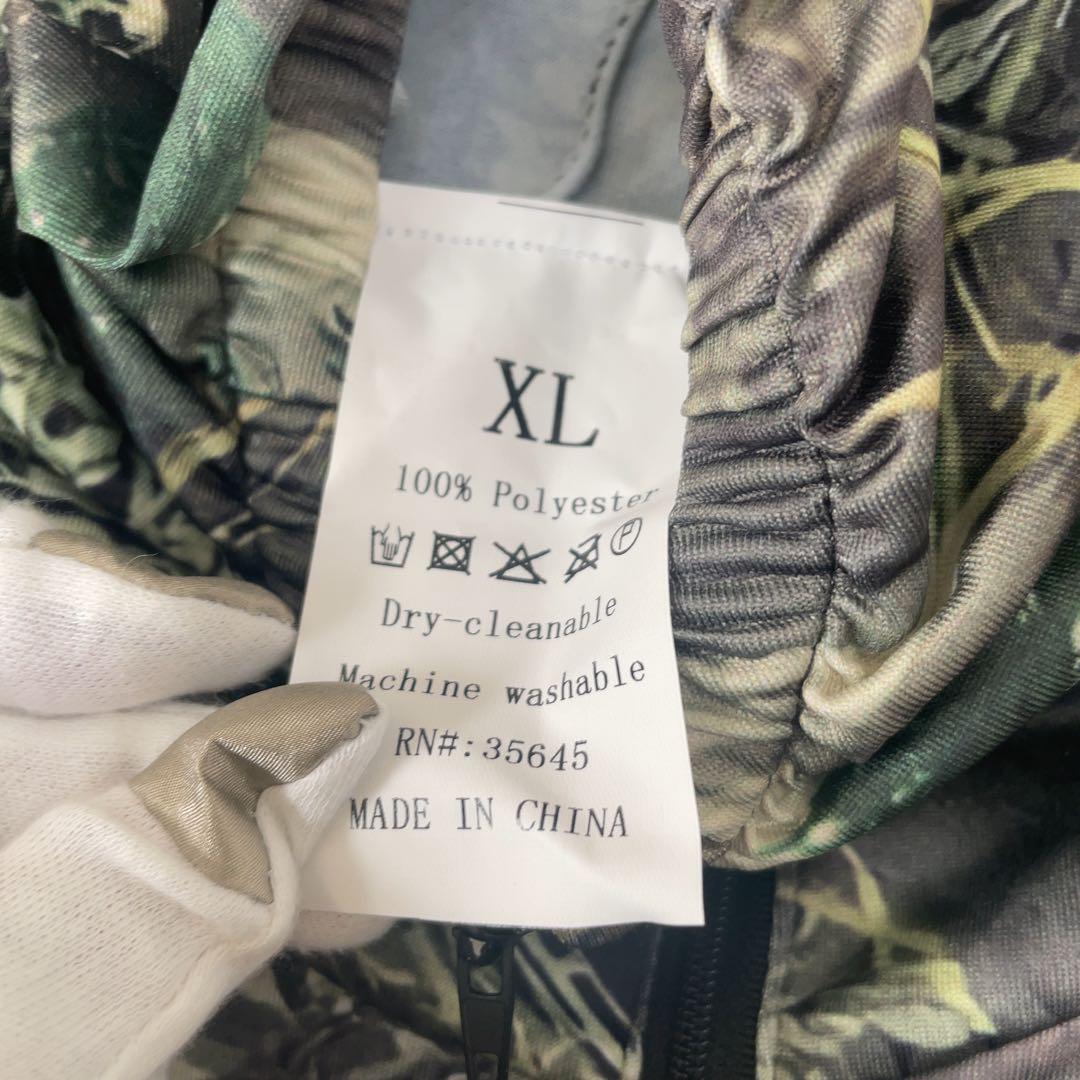 XL
100% Polyester
P
Dry-cleanable
Machine washable
RN#:35645
MADE IN CHINA